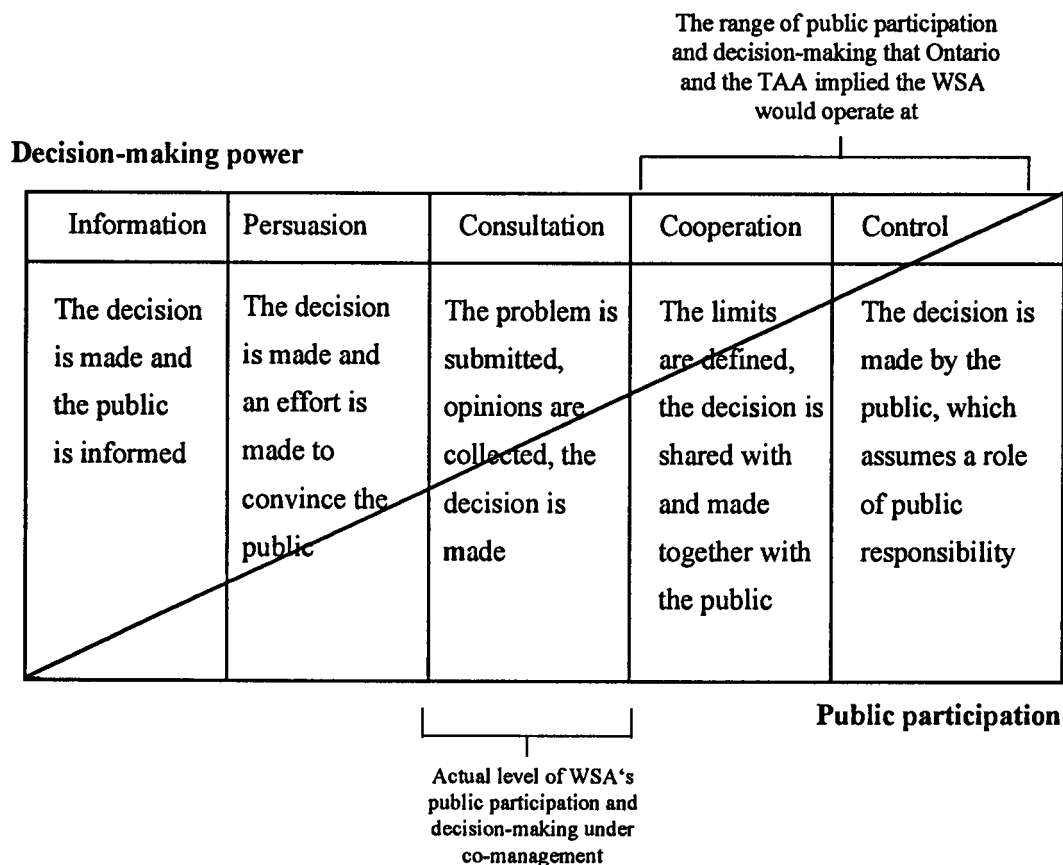 The range of public participation
and decision-making that Ontario
and the TAA implied the WSA
would operate at
Decision-making power
Information
Persuasion
Consultation
Cooperation
Control
The decision
is made and
the public
is informed
The decision
is made and
an effort is
made to
convince the
public
The problem is
submitted,
opinions are
collected, the
decision is
made
The limits
are defined,
the decision is
shared with
and made
together with
the public
The decision is
made by the
public, which
assumes a role
of public
responsibility
Public participation
Actual level of WSA‘s
public participation and
decision-making under
co-management